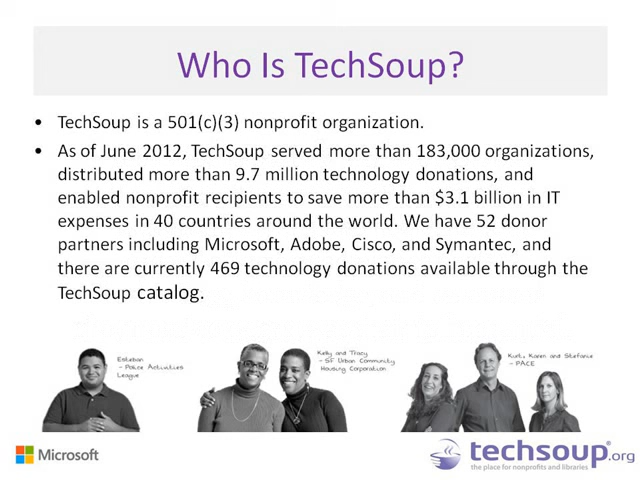 Who Is TechSoup?
• TechSoup is a 501(c)(3) nonprofit organization.
• As of June 2012, TechSoup served more than 183,000 organizations,
distributed more than 9.7 million technology donations, and
enabled nonprofit recipients to save more than $3.1 billion in IT
expenses in 40 countries around the world. We have 52 donor
partners including Microsoft, Adobe, Cisco, and Symantec, and
there are currently 469 technology donations available through the
TechSoup catalog.
Esteban
- Police Activities
League
Kelly and Tracy
- SF Urban Community
Housing Corporation
Kurt, Karen and Stefanie
- PACE
Microsoft
techsoup.org
the place for nonprofits and libraries